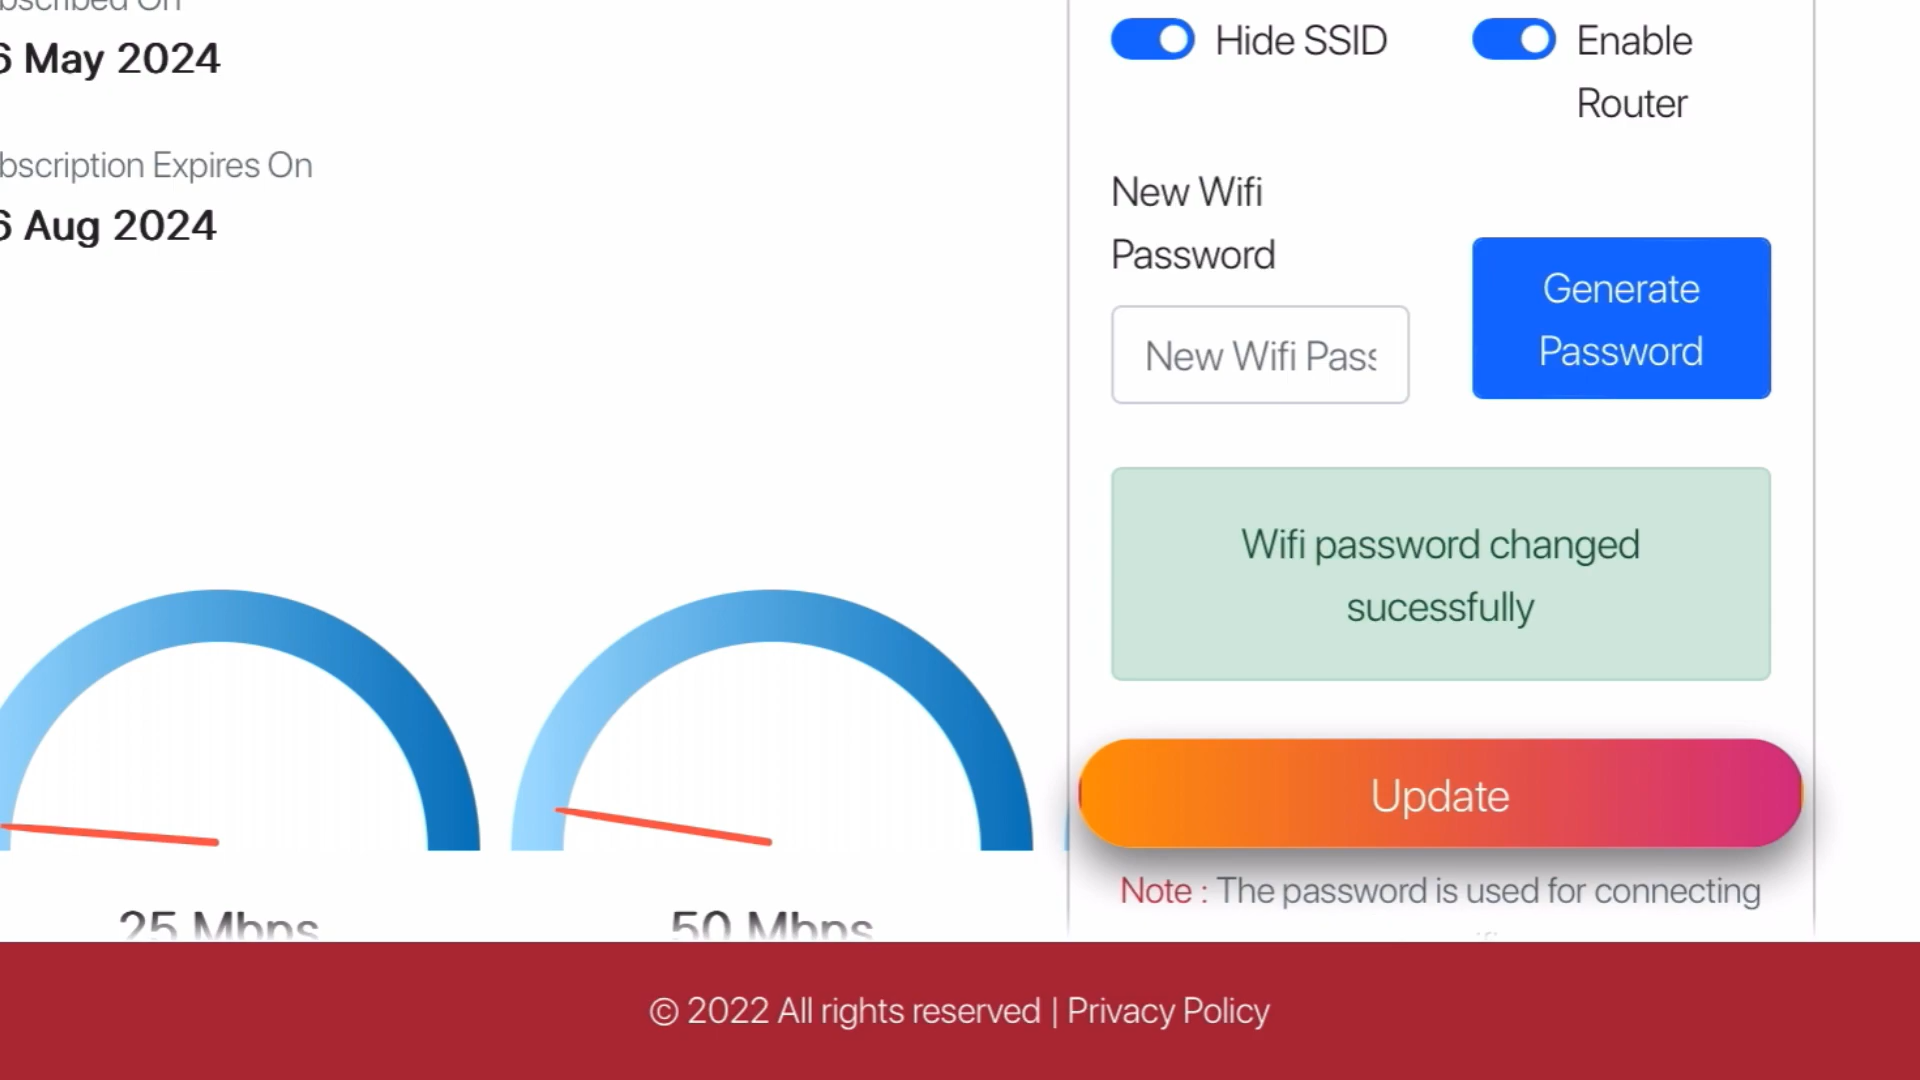 6 May 2024
bscription Expires On
6 Aug 2024
25 Mbps
50 Mbps
Hide SSID
Enable
Router
New Wifi
Password
New Wifi Pass
Generate
Password
Wifi password changed
sucessfully
Update
Note : The password is used for connecting
© 2022 All rights reserved | Privacy Policy